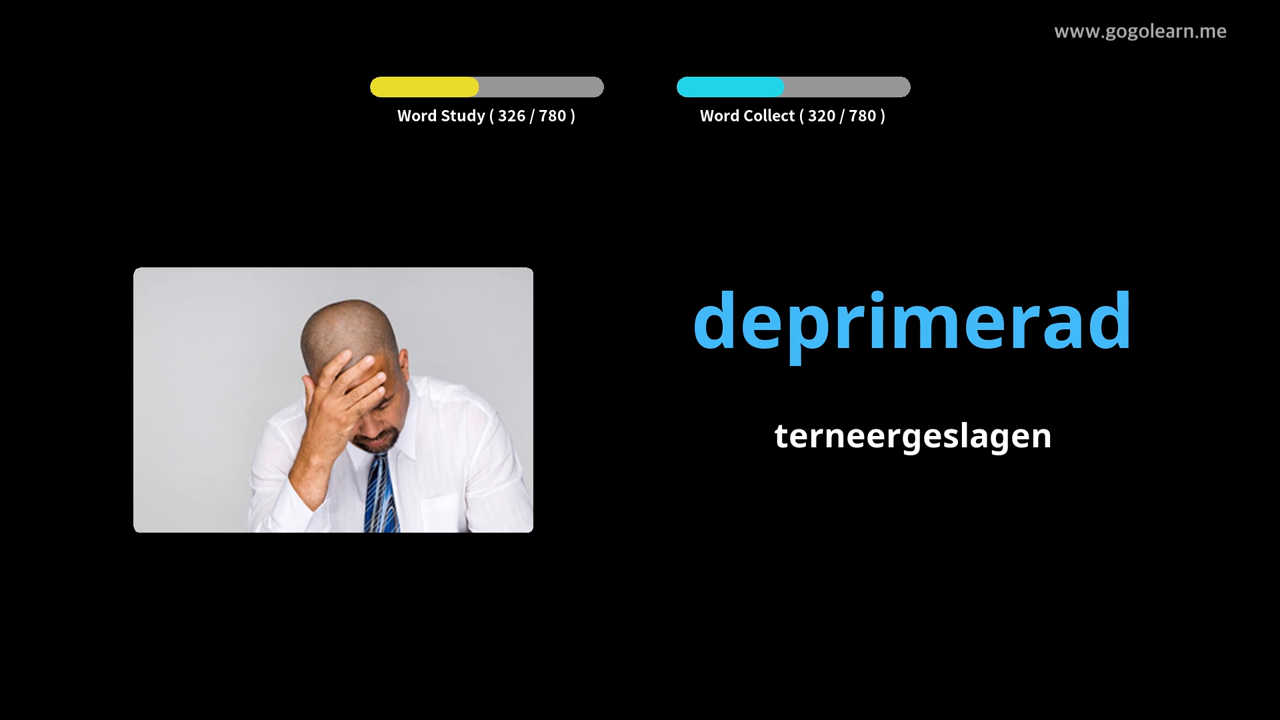 www.gogolearn.me
Word Study ( 326 / 780 )
Word Collect ( 320 / 780 )
deprimerad
terneergeslagen